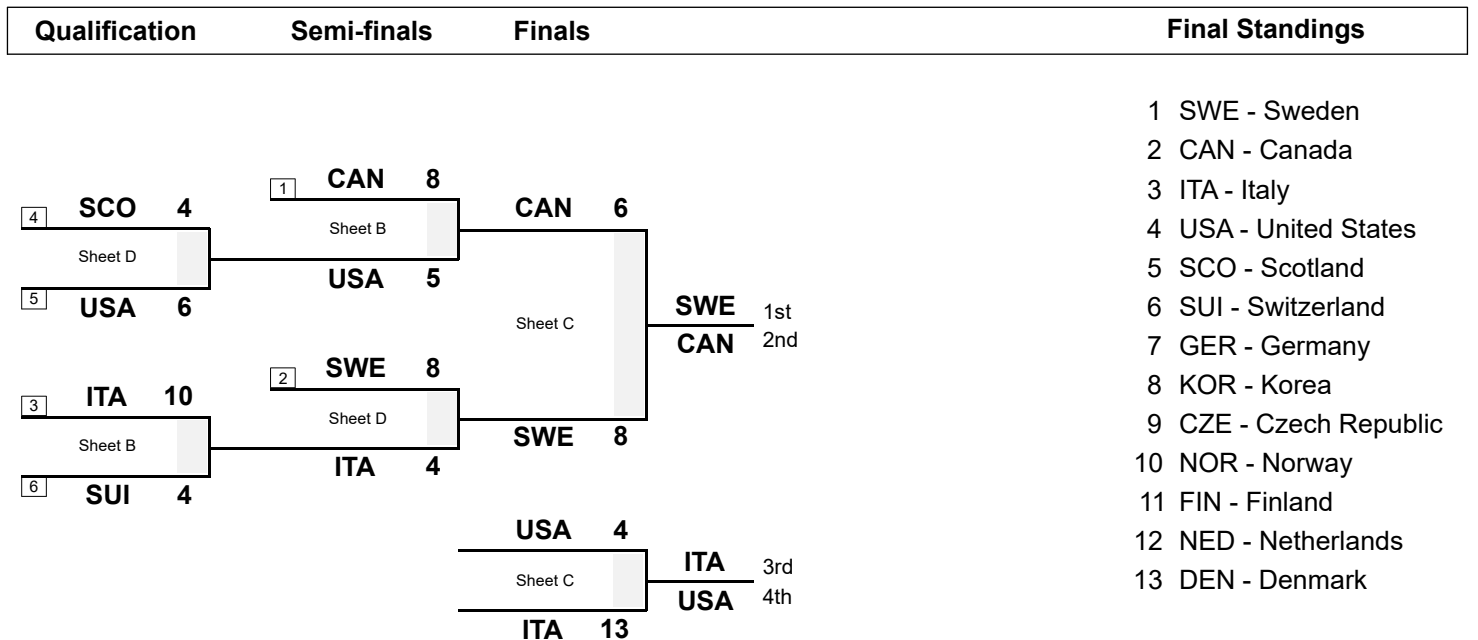 Qualification Semi-finals Finals Final Standings
1 SWE - Sweden
2 CAN - Canada
3 ITA - Italy
4 USA - United States
5 SCO - Scotland
6 SUI - Switzerland
7 GER - Germany
8 KOR - Korea
9 CZE - Czech Republic
10 NOR - Norway
11 FIN - Finland
12 NED - Netherlands
13 DEN - Denmark
4 SCO 4
Sheet D
5 USA 6
3 ITA 10
Sheet B
6 SUI 4
1 CAN 8
Sheet B
USA 5
2 SWE 8
Sheet D
ITA 4
CAN 6
Sheet C
SWE 8
SWE 1st
CAN 2nd
USA 4
Sheet C
ITA 13
ITA 3rd
USA 4th